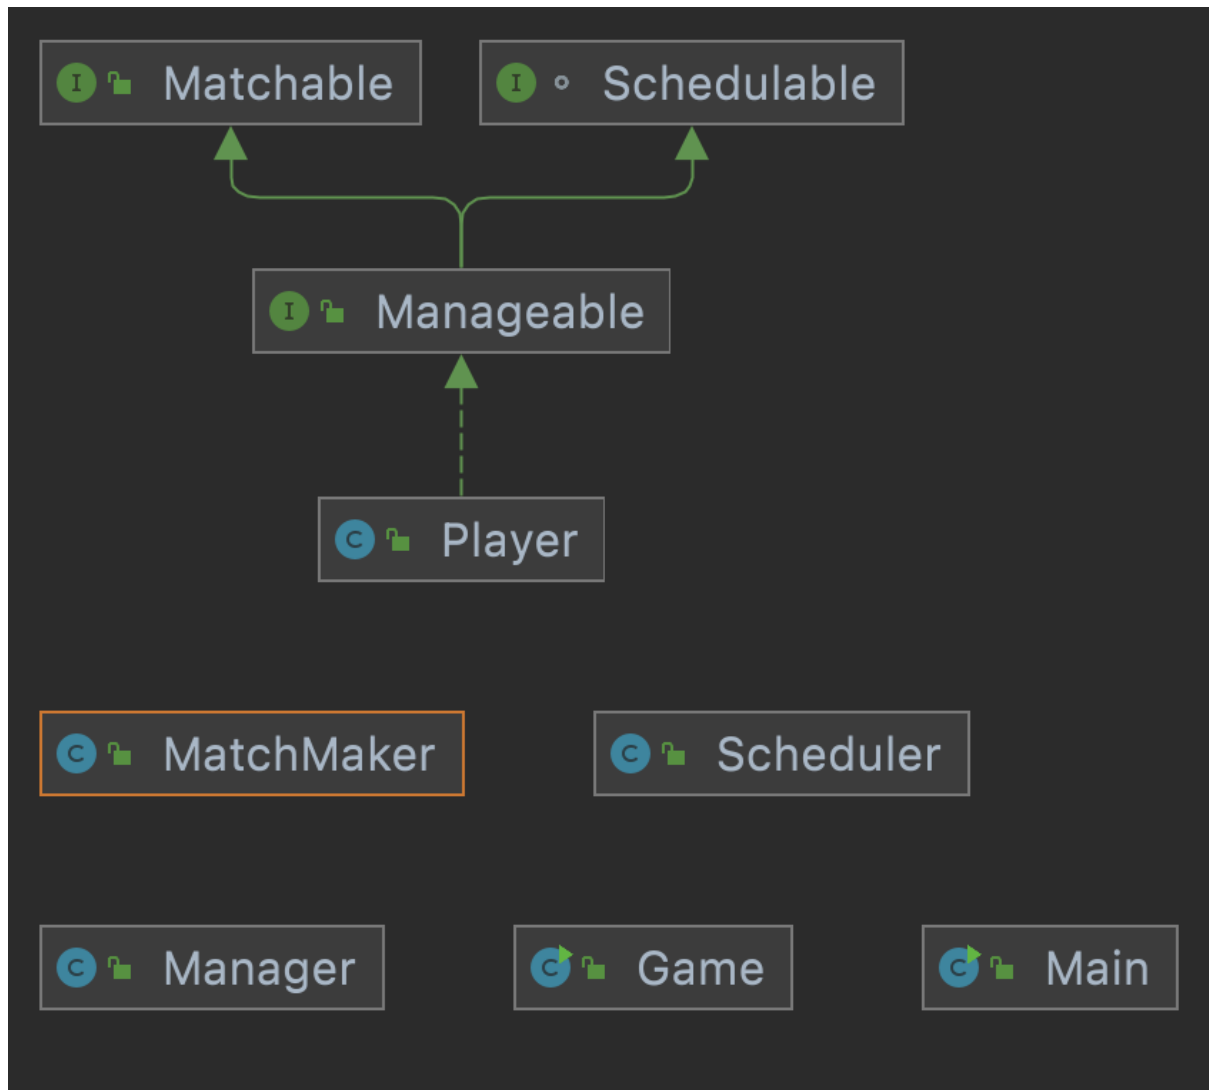 I Matchable
I Schedulable
I Manageable
C Player
C MatchMaker
C Scheduler
C Manager
C Game
C Main